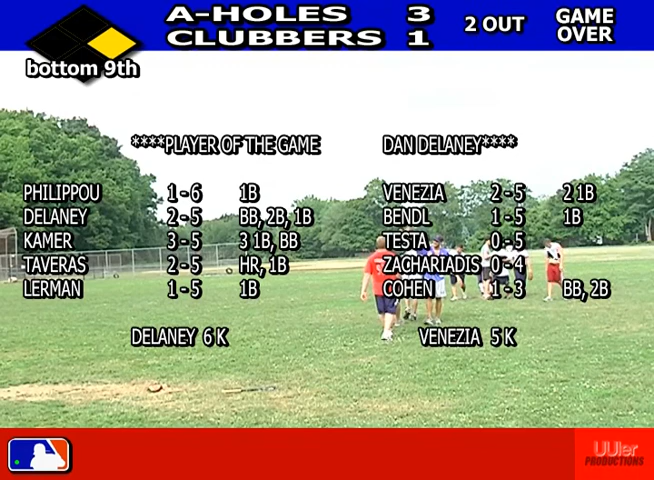 A-HOLES 3
CLUBBERS 1
2 OUT
GAME
OVER
bottom 9th
****PLAYER OF THE GAME DAN DELANEY****
PHILIPPOU 1 - 6 1B
DELANEY 2 - 5 BB, 2B, 1B
KAMER 3 - 5 3 1B, BB
TAVERAS 2 - 5 HR, 1B
LERMAN 1 - 5 1B
VENEZIA 2 - 5 2 1B
BENDL 1 - 5 1B
TESTA 0 - 5
ZACHARIADIS 0 - 4
COHEN 1 - 3 BB, 2B
DELANEY 6 K
VENEZIA 5 K
UUler
PRODUCTIONS